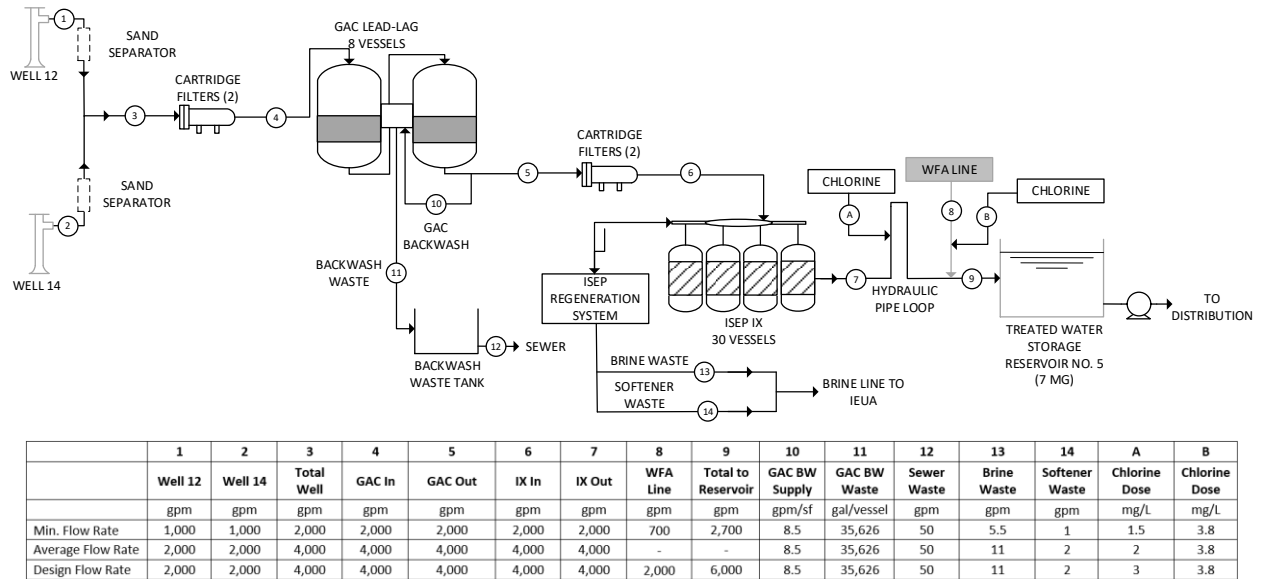 1
SAND
SEPARATOR
WELL 12
2
SAND
SEPARATOR
WELL 14
3
CARTRIDGE
FILTERS (2)
4
GAC LEAD-LAG
8 VESSELS
5
10
GAC
BACKWASH
BACKWASH
WASTE
11
12
SEWER
BACKWASH
WASTE TANK
CARTRIDGE
FILTERS (2)
6
ISEP
REGENERATION
SYSTEM
ISEP IX
30 VESSELS
BRINE WASTE
13
SOFTENER
WASTE
14
BRINE LINE TO
IEUA
CHLORINE
A
7
HYDRAULIC
PIPE LOOP
WFA LINE
8
CHLORINE
B
9
TREATED WATER
STORAGE
RESERVOIR NO. 5
(7 MG)
TO
DISTRIBUTION
1 2 3 4 5 6 7 8 9 10 11 12 13 14 A B
Well 12 Well 14 Total Well GAC In GAC Out IX In IX Out WFA Line Total to Reservoir GAC BW Supply GAC BW Waste Sewer Waste Brine Waste Softener Waste Chlorine Dose Chlorine Dose
gpm gpm gpm gpm gpm gpm gpm gpm gpm gpm/sf gal/vessel gpm gpm gpm mg/L mg/L
Min. Flow Rate 1,000 1,000 2,000 2,000 2,000 2,000 2,000 700 2,700 8.5 35,626 50 5.5 1 1.5 3.8
Average Flow Rate 2,000 2,000 4,000 4,000 4,000 4,000 4,000 - - 8.5 35,626 50 11 2 2 3.8
Design Flow Rate 2,000 2,000 4,000 4,000 4,000 4,000 4,000 2,000 6,000 8.5 35,626 50 11 2 3 3.8